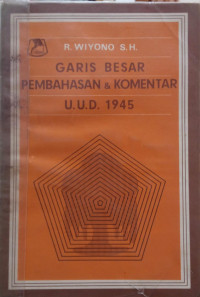 R. WIYONO S.H.
GARIS BESAR
PEMBAHASAN & KOMENTAR
U.U.D. 1945